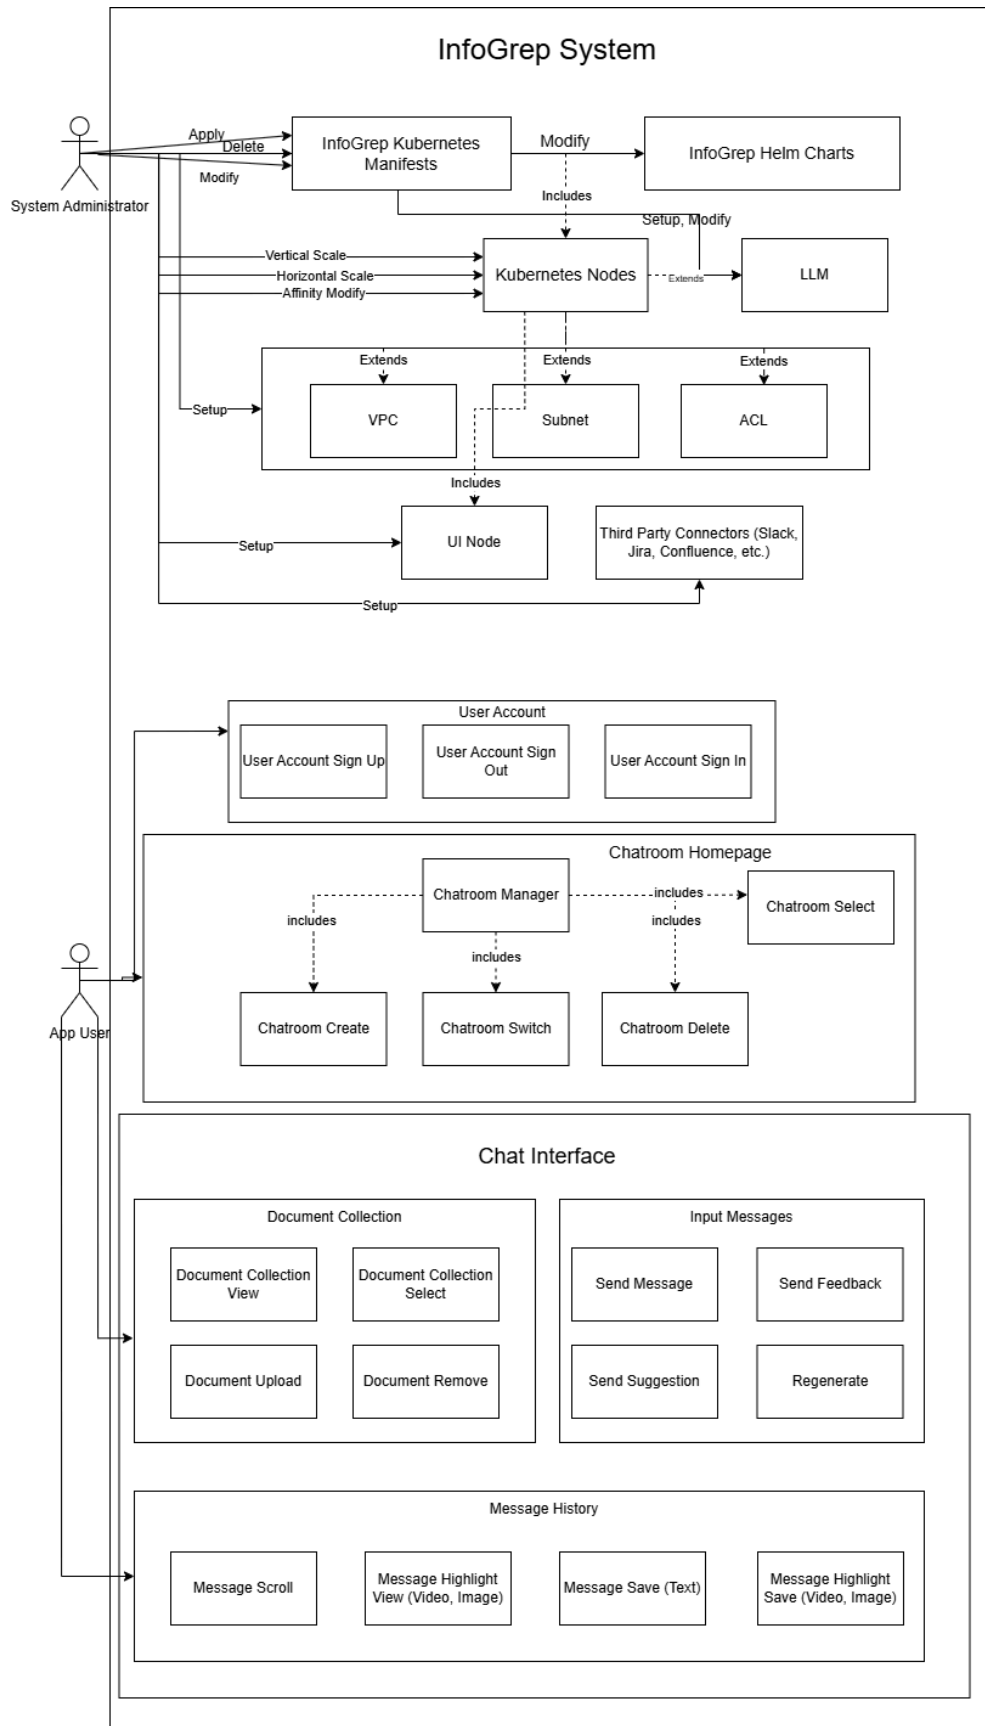 InfoGrep System
Apply
Delete
Modify
System Administrator
InfoGrep Kubernetes
Manifests
Modify
InfoGrep Helm Charts
Includes
Setup, Modify
Vertical Scale
Horizontal Scale
Affinity Modify
Kubernetes Nodes
Extends
LLM
Extends
Extends
Extends
Setup
VPC
Subnet
ACL
Includes
Setup
UI Node
Third Party Connectors (Slack,
Jira, Confluence, etc.)
Setup
User Account
User Account Sign Up
User Account Sign
Out
User Account Sign In
Chatroom Homepage
Chatroom Manager
includes
Chatroom Select
includes
includes
includes
App User
Chatroom Create
Chatroom Switch
Chatroom Delete
Chat Interface
Document Collection
Document Collection
View
Document Collection
Select
Document Upload
Document Remove
Input Messages
Send Message
Send Feedback
Send Suggestion
Regenerate
Message History
Message Scroll
Message Highlight
View (Video, Image)
Message Save (Text)
Message Highlight
Save (Video, Image)